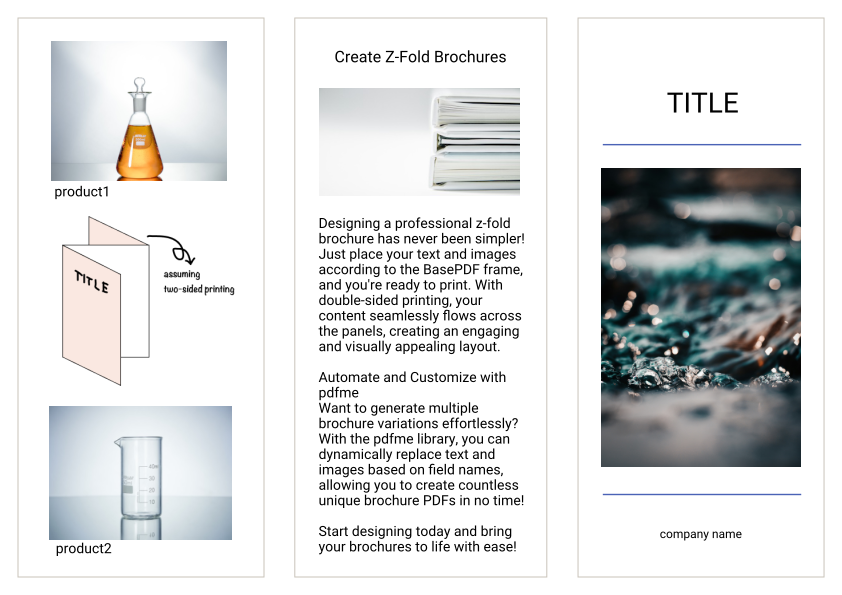 product1
TITLE
assuming
two-sided printing
product2
Create Z-Fold Brochures
Designing a professional z-fold
brochure has never been simpler!
Just place your text and images
according to the BasePDF frame,
and you're ready to print. With
double-sided printing, your
content seamlessly flows across
the panels, creating an engaging
and visually appealing layout.
Automate and Customize with
pdfme
Want to generate multiple
brochure variations effortlessly?
With the pdfme library, you can
dynamically replace text and
images based on field names,
allowing you to create countless
unique brochure PDFs in no time!
Start designing today and bring
your brochures to life with ease!
TITLE
company name